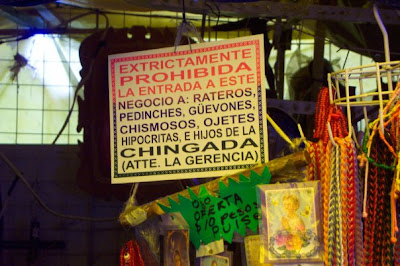 EXTRICTAMENTE
PROHIBIDA
LA ENTRADA A ESTE
NEGOCIO A: RATEROS,
PEDINCHES, GÜEVONES,
CHISMOSOS, OJETES
HIPOCRITAS, E HIJOS DE LA
CHINGADA
(ATTE. LA GERENCIA)
OFERTA
PESOS